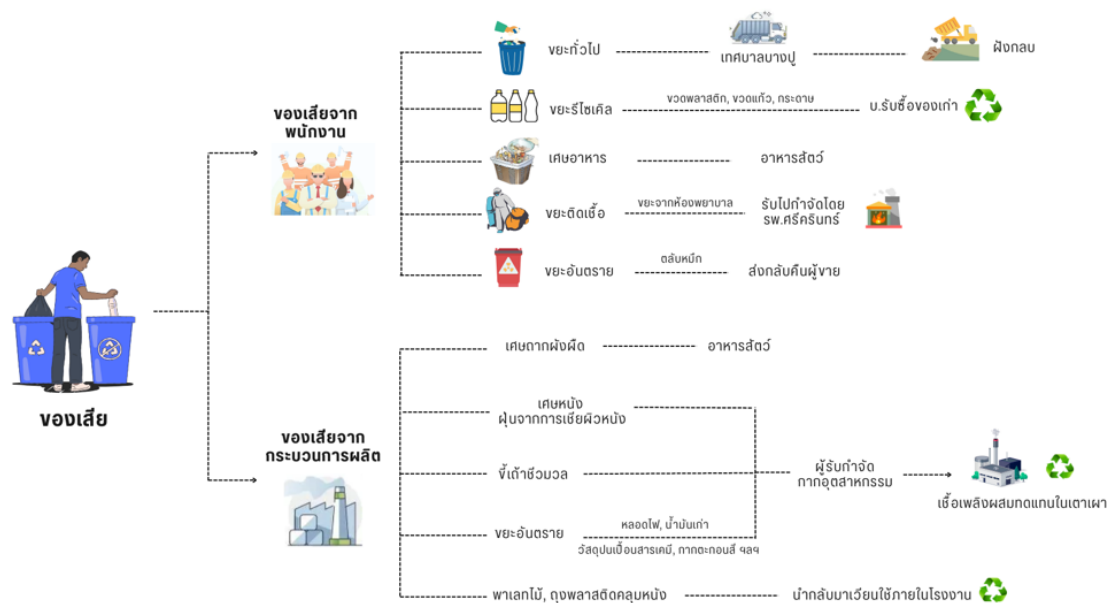 ขยะทั่วไป
เทศบาลบางปู
ฝังกลบ
ของเสียจาก
พนักงาน
ขยะรีไซเคิล
ขวดพลาสติก, ขวดแก้ว, กระดาษ
บ.รับซื้อของเก่า
เศษอาหาร
อาหารสัตว์
ขยะติดเชื้อ
ขยะจากห้องพยาบาล
รับไปกำจัดโดย
รพ.ศรีครินทร์
ขยะอันตราย
ตลับหมึก
ส่งกลับคืนผู้ขาย
ของเสีย
ของเสียจาก
กระบวนการผลิต
เศษถากผังผืด
อาหารสัตว์
เศษหนัง
ฝุ่นจากการเชียผิวหนัง
ขี้เถ้าชีวมวล
ผู้รับกำจัด
กากอุตสาหกรรม
เชื้อเพลิงผสมทดแทนในเตาเผา
ขยะอันตราย
หลอดไฟ, น้ำมันเก่า
วัสดุปนเปื้อนสารเคมี, กากตะกอนสี ฯลฯ
พาเลทไม้, ถุงพลาสติดคลุมหนัง
นำกลับมาเวียนใช้ภายในโรงงาน